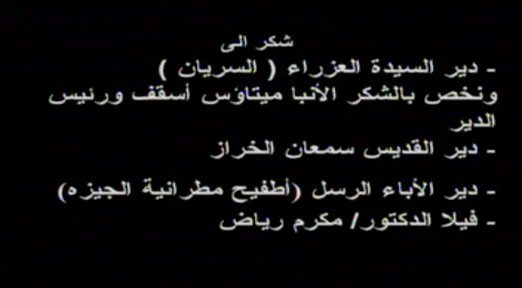 شكر الى
- دير السيدة العزراء ( السريان )
ونخص بالشكر الأنبا ميتاؤس أسقف ورئيس
الدير
- دير القديس سمعان الخراز
- دير الأباء الرسل (أطفيح مطرانية الجيزه)
- فيلا الدكتور/ مكرم رياض